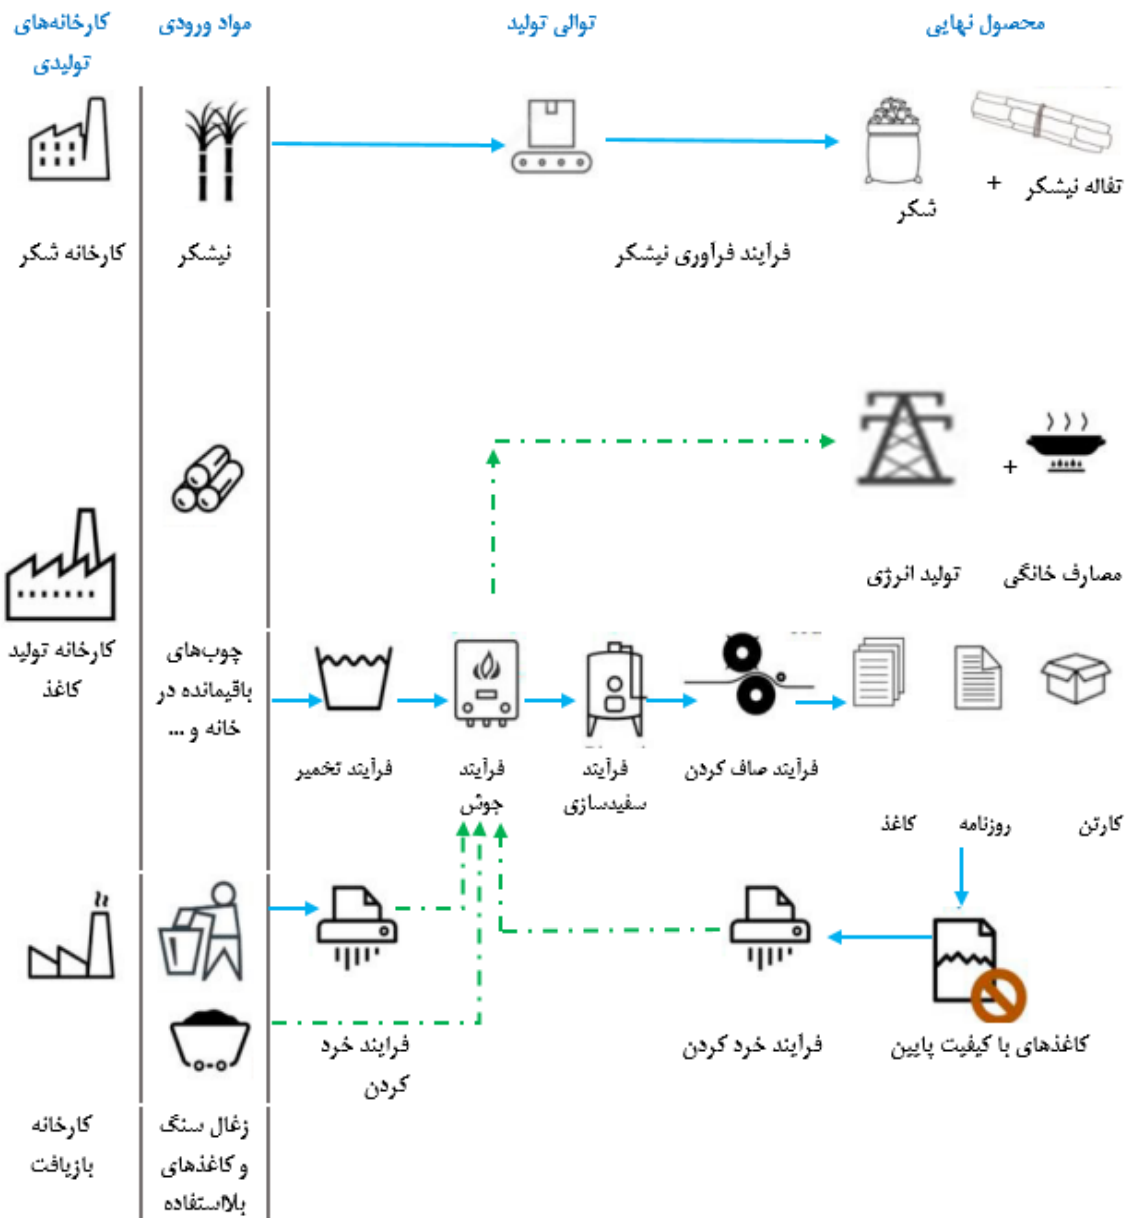 کارخانه‌های
تولیدی
مواد ورودی
توالی تولید
محصول نهایی
کارخانه شکر
نیشکر
فرآیند فرآوری نیشکر
شکر
+
تفاله نیشکر
+
تولید انرژی
مصارف خانگی
کارخانه تولید
کاغذ
چوب‌های
باقیمانده در
خانه و ...
فرآیند تخمیر
فرآیند
جوش
فرآیند
سفیدسازی
فرآیند صاف کردن
کاغذ
روزنامه
کارتن
فرایند خرد
کردن
فرآیند خرد کردن
کاغذهای با کیفیت پایین
کارخانه
بازیافت
زغال سنگ
و کاغذهای
بلااستفاده